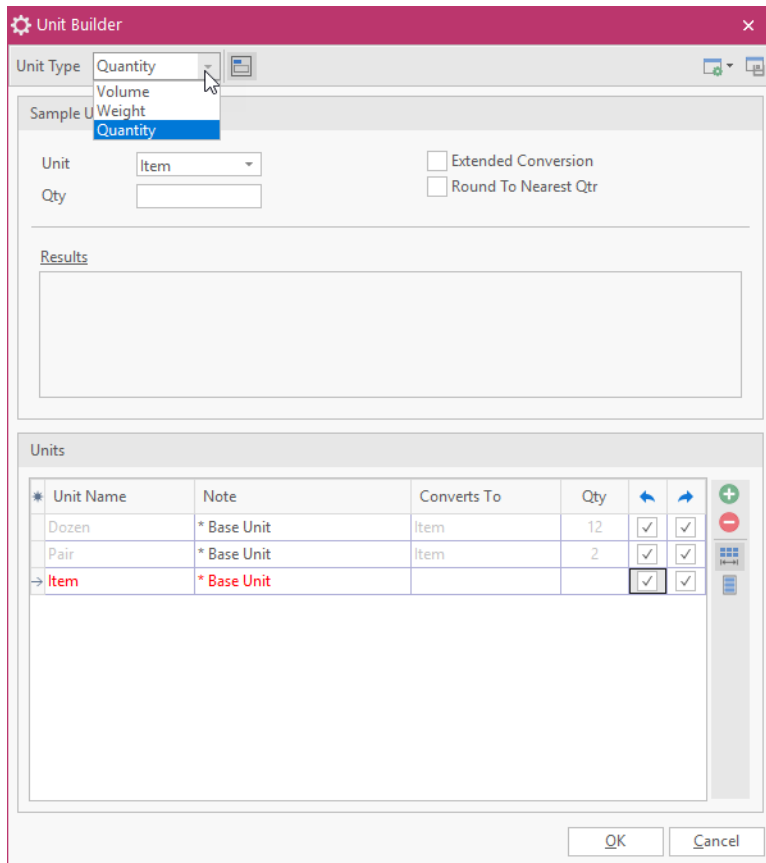 Unit Builder
Unit Type Quantity
Volume
Weight
Quantity
Sample U
Unit Item
Extended Conversion
Qty
Round To Nearest Qtr
Results
Units
Unit Name Note Converts To Qty
Dozen * Base Unit Item 12
Pair * Base Unit Item 2
Item * Base Unit
OK Cancel